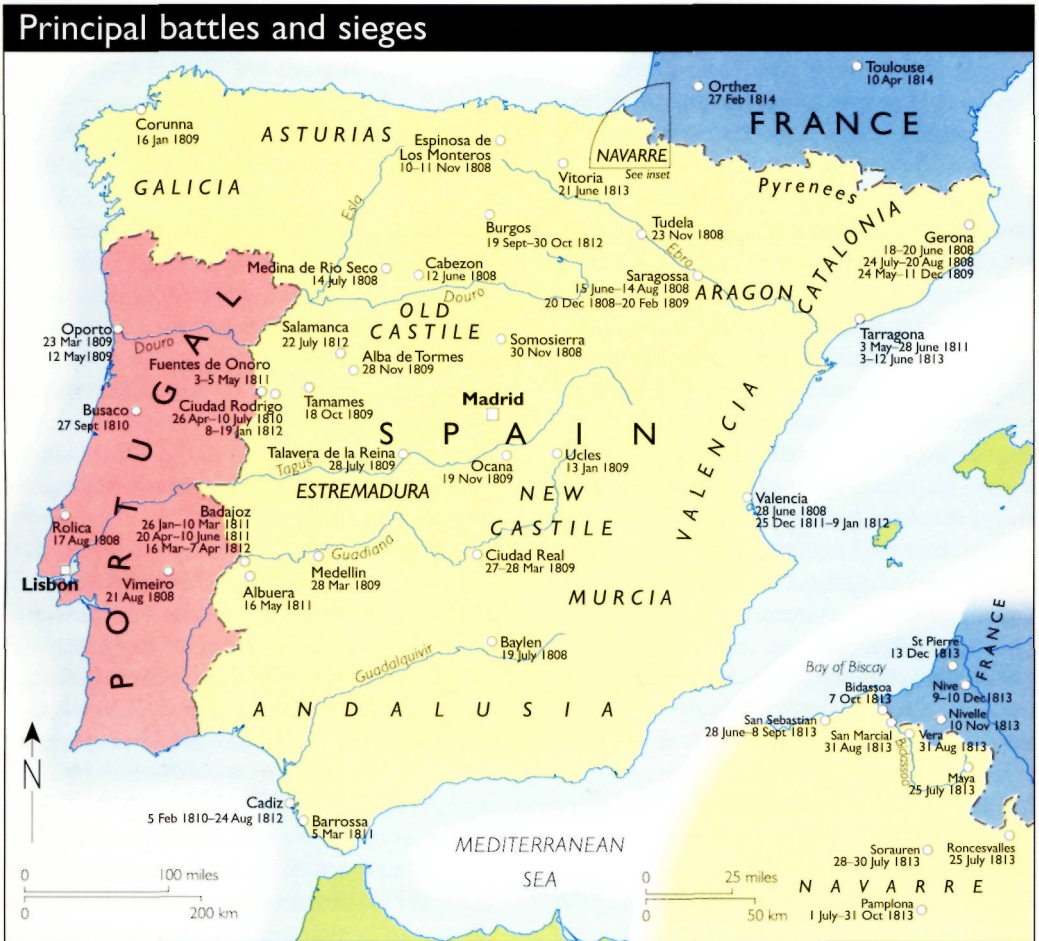 Principal battles and sieges
Toulouse
10 Apr 1814
Orthez
27 Feb 1814
FRANCE
Corunna
16 Jan 1809
ASTURIAS
Espinosa de
Los Monteros
10–11 Nov 1808
NAVARRE
See inset
Vitoria
21 June 1813
GALICIA
Pyrenees
Esla
Burgos
19 Sept–30 Oct 1812
Tudela
23 Nov 1808
Ebro
CATALONIA
Gerona
18–20 June 1808
24 July–20 Aug 1808
24 May–11 Dec 1809
Medina de Rio Seco
14 July 1808
Cabezon
12 June 1808
Saragossa
15 June–14 Aug 1808
20 Dec 1808–20 Feb 1809
ARAGON
Douro
OLD
CASTILE
Oporto
23 Mar 1809
12 May1809
Douro
Salamanca
22 July 1812
Somosierra
30 Nov 1808
Tarragona
3 May–28 June 1811
3–12 June 1813
Alba de Tormes
28 Nov 1809
Fuentes de Onoro
3–5 May 1811
Busaco
27 Sept 1810
Ciudad Rodrigo
26 Apr–10 July 1810
8–19 Jan 1812
Tamames
18 Oct 1809
Madrid
SPAIN
PORTUGAL
VALENCIA
Talavera de la Reina
28 July 1809
Tagus
Ocana
19 Nov 1809
Ucles
13 Jan 1809
ESTREMADURA
NEW
CASTILE
Valencia
28 June 1808
25 Dec 1811–9 Jan 1812
Rolica
17 Aug 1808
Badajoz
26 Jan–10 Mar 1811
20 Apr–10 June 1811
16 Mar–7 Apr 1812
Guadiana
Ciudad Real
27–28 Mar 1809
Lisbon
Vimeiro
21 Aug 1808
Medellin
28 Mar 1809
Albuera
16 May 1811
MURCIA
Baylen
19 July 1808
Guadalquivir
ANDALUSIA
FRANCE
St Pierre
13 Dec 1813
Bay of Biscay
Bidassoa
7 Oct 1813
Nive
9–10 Dec1813
San Sebastian
28 June–8 Sept 1813
Nivelle
10 Nov 1813
San Marcial
31 Aug 1813
Vera
31 Aug 1813
Bidassoa
Maya
25 July 1813
N
Cadiz
5 Feb 1810–24 Aug 1812
Barrossa
5 Mar 1811
MEDITERRANEAN
SEA
Sorauren
28–30 July 1813
Roncesvalles
25 July 1813
NAVARRE
Pamplona
1 July–31 Oct 1813
0 100 miles
0 200 km
0 25 miles
0 50 km